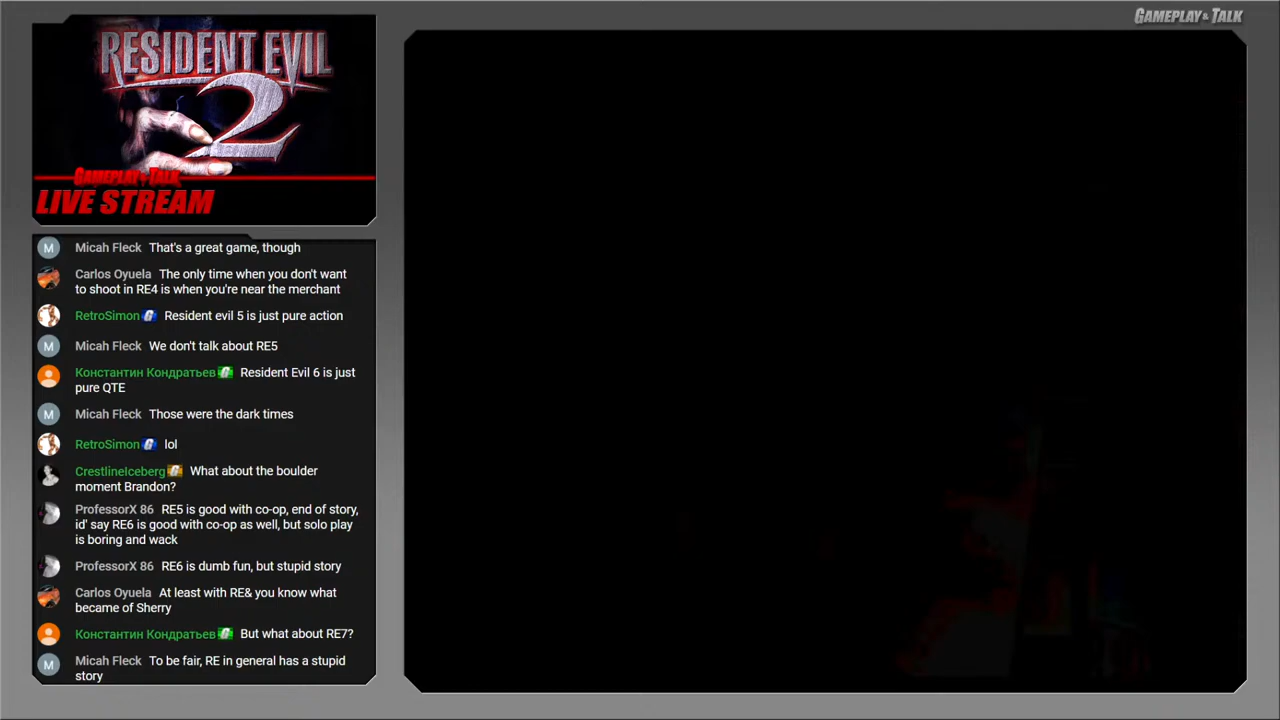 GAMEPLAY & TALK
RESIDENT EVIL
2
GAMEPLAY & TALK
LIVE STREAM
M Micah Fleck That's a great game, though
Carlos Oyuela The only time when you don't want
to shoot in RE4 is when you're near the merchant
RetroSimon Resident evil 5 is just pure action
M Micah Fleck We don't talk about RE5
Константин Кондратьев Resident Evil 6 is just
pure QTE
M Micah Fleck Those were the dark times
RetroSimon lol
CrestlineIceberg What about the boulder
moment Brandon?
ProfessorX 86 RE5 is good with co-op, end of story,
id' say RE6 is good with co-op as well, but solo play
is boring and wack
ProfessorX 86 RE6 is dumb fun, but stupid story
Carlos Oyuela At least with RE& you know what
became of Sherry
Константин Кондратьев But what about RE7?
M Micah Fleck To be fair, RE in general has a stupid
story